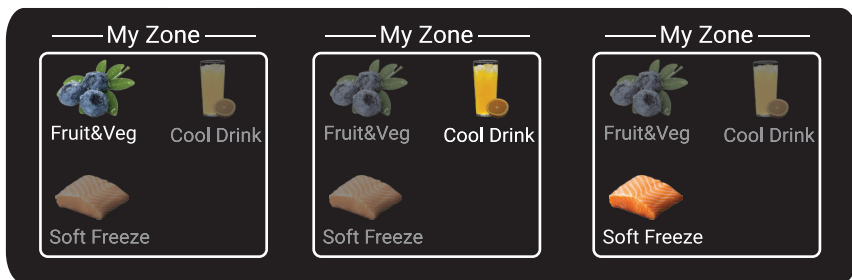 My Zone My Zone My Zone
Fruit&Veg Cool Drink Fruit&Veg Cool Drink Fruit&Veg Cool Drink
Soft Freeze Soft Freeze Soft Freeze